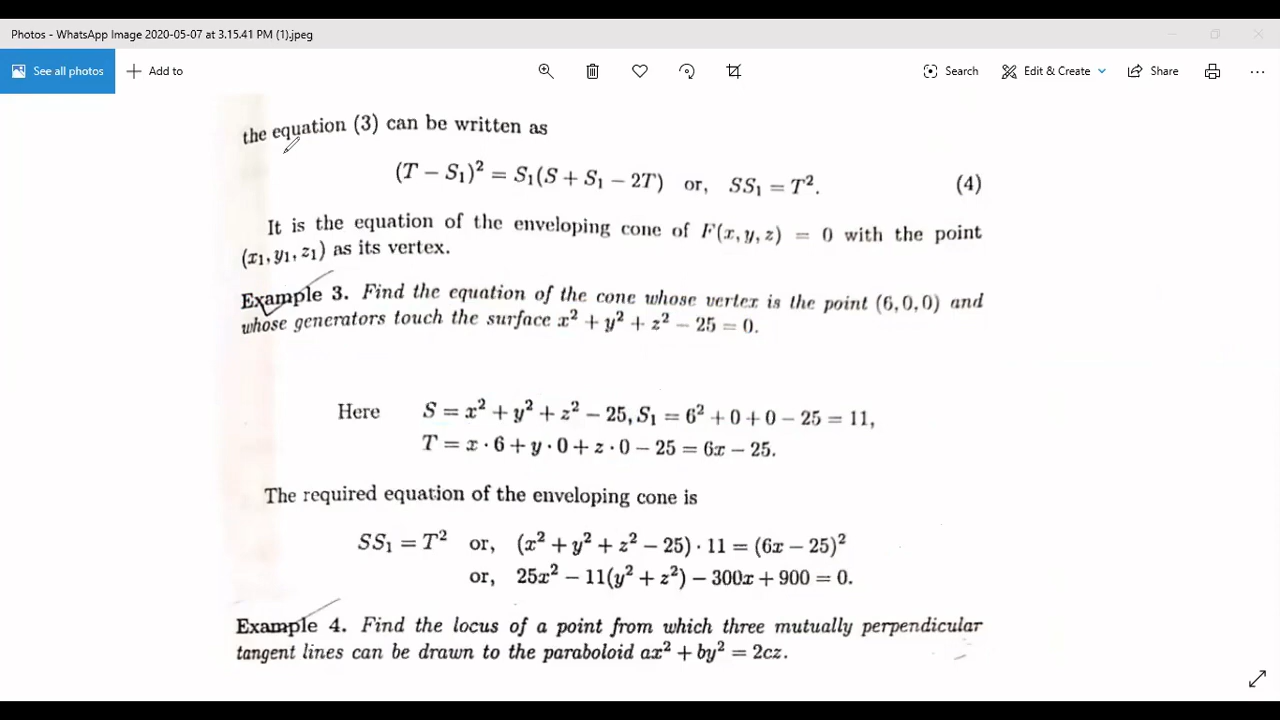 Photos - WhatsApp Image 2020-05-07 at 3.15.41 PM (1).jpeg
See all photos + Add to Search Edit & Create Share
the equation (3) can be written as
(T − S₁)² = S₁(S + S₁ − 2T) or, SS₁ = T². (4)
It is the equation of the enveloping cone of F(x, y, z) = 0 with the point
(x₁, y₁, z₁) as its vertex.
Example 3. Find the equation of the cone whose vertex is the point (6, 0, 0) and
whose generators touch the surface x² + y² + z² − 25 = 0.
Here S = x² + y² + z² − 25, S₁ = 6² + 0 + 0 − 25 = 11,
T = x · 6 + y · 0 + z · 0 − 25 = 6x − 25.
The required equation of the enveloping cone is
SS₁ = T² or, (x² + y² + z² − 25) · 11 = (6x − 25)²
or, 25x² − 11(y² + z²) − 300x + 900 = 0.
Example 4. Find the locus of a point from which three mutually perpendicular
tangent lines can be drawn to the paraboloid ax² + by² = 2cz.